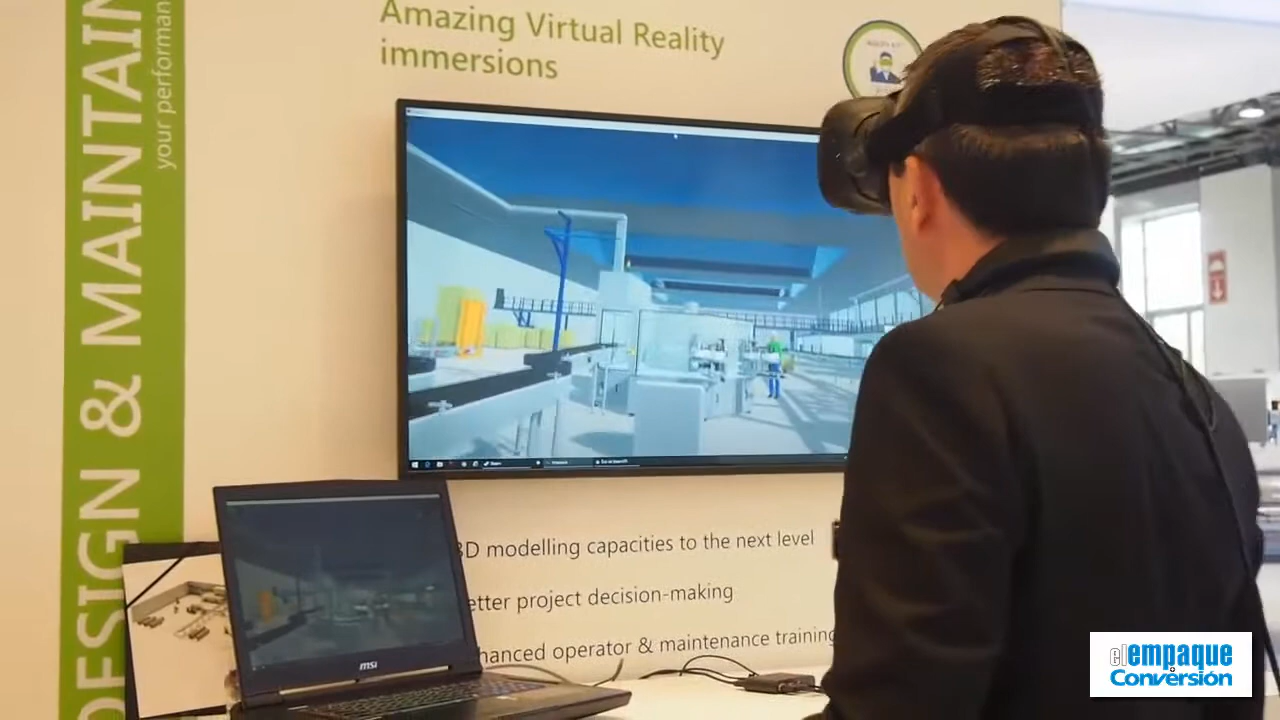 Amazing Virtual Reality
immersions
DESIGN & MAINTAIN
your performan
3D modelling capacities to the next level
etter project decision-making
hanced operator & maintenance training
msi
el empaque
+ Conversión